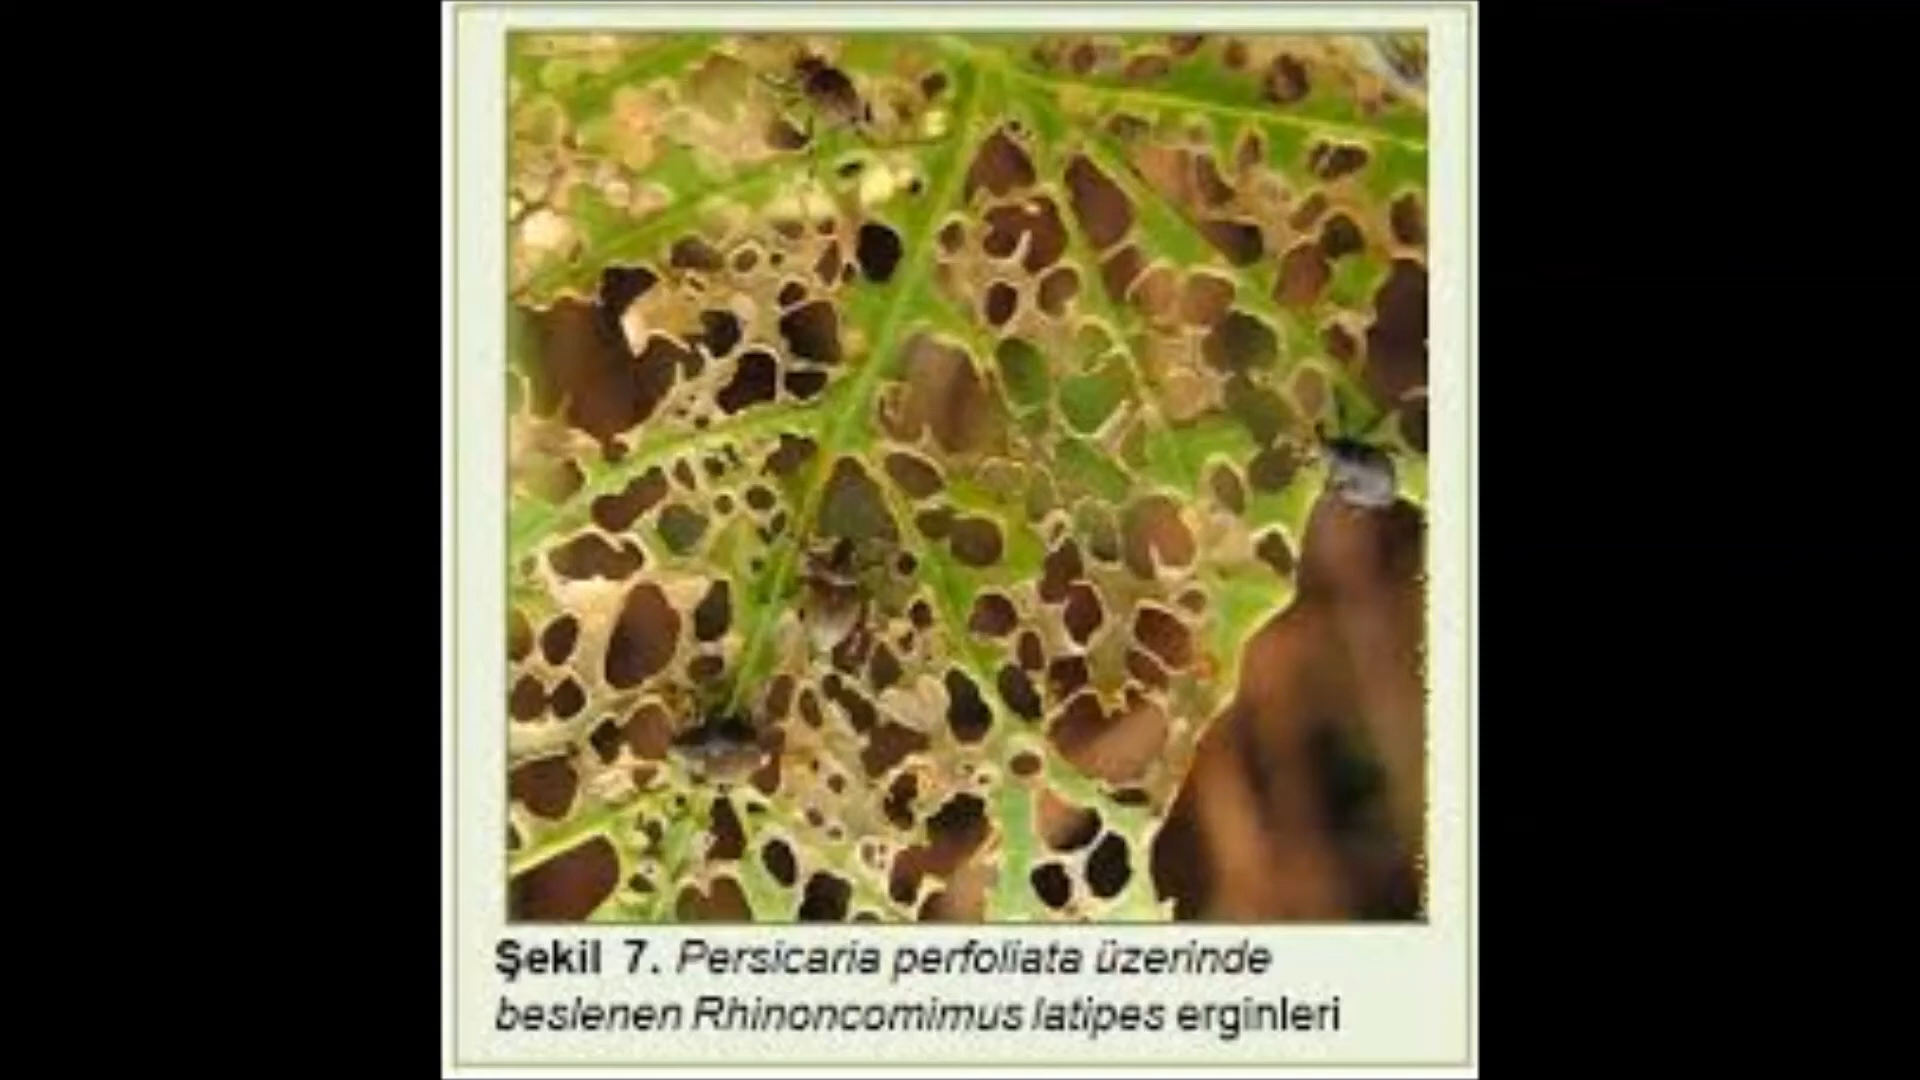 Şekil 7. Persicaria perfoliata üzerinde
beslenen Rhinoncomimus latipes erginleri